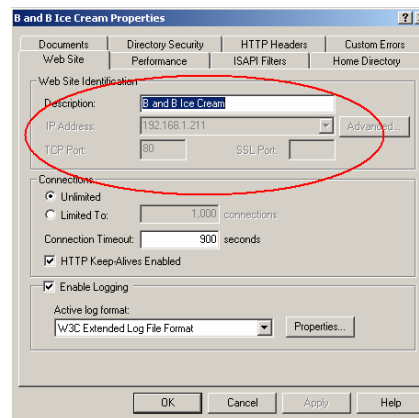 B and B Ice Cream Properties
Documents Directory Security HTTP Headers Custom Errors
Web Site Performance ISAPI Filters Home Directory
Web Site Identification
Description: B and B Ice Cream
IP Address: 192.168.1.211 Advanced...
TCP Port: 80 SSL Port:
Connections
Unlimited
Limited To: 1,000 connections
Connection Timeout: 900 seconds
HTTP Keep-Alives Enabled
Enable Logging
Active log format:
W3C Extended Log File Format Properties...
OK Cancel Apply Help